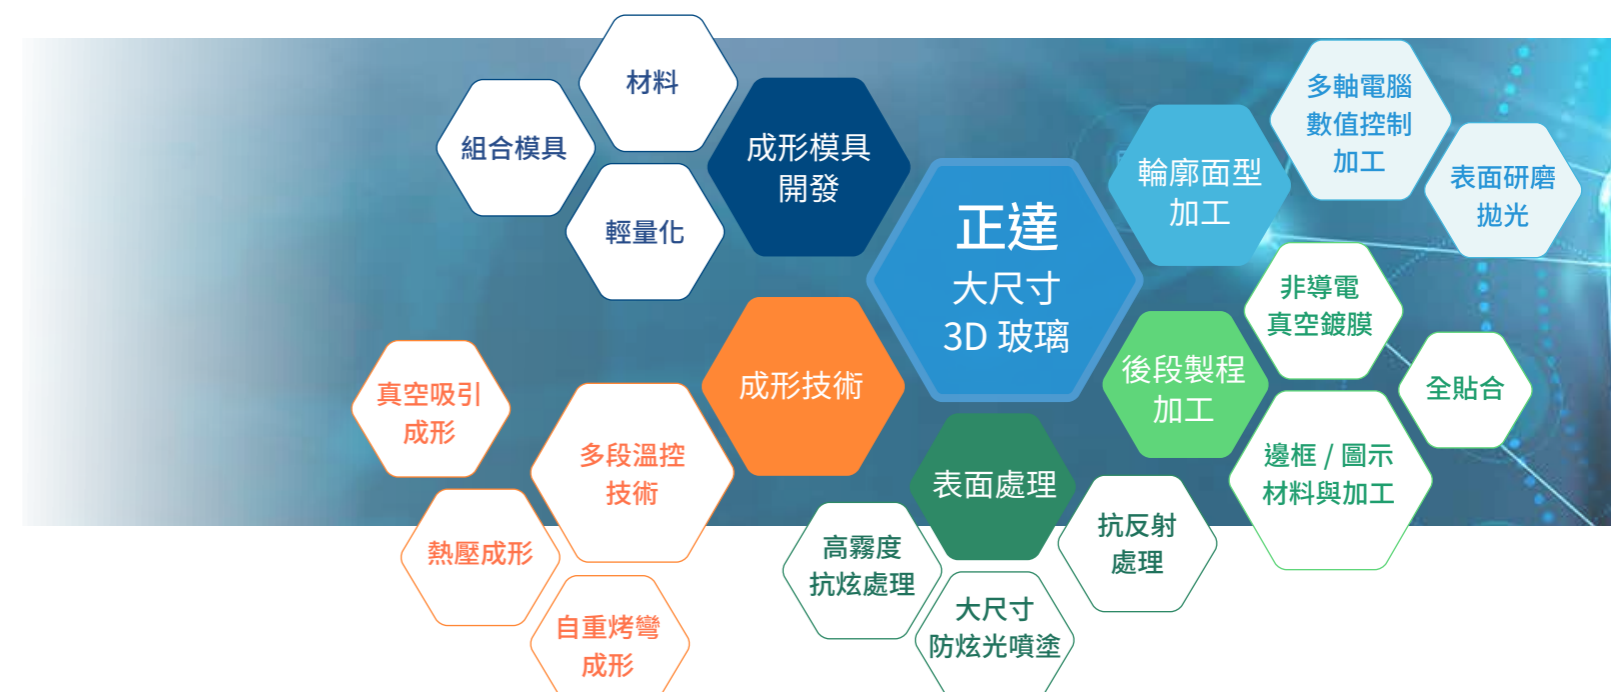 材料
組合模具
輕量化
成形模具
開發
正達
大尺寸
3D 玻璃
輪廓面型
加工
多軸電腦
數值控制
加工
表面研磨
拋光
非導電
真空鍍膜
後段製程
加工
全貼合
邊框 / 圖示
材料與加工
成形技術
真空吸引
成形
多段溫控
技術
熱壓成形
自重烤彎
成形
表面處理
高霧度
抗炫處理
大尺寸
防炫光噴塗
抗反射
處理